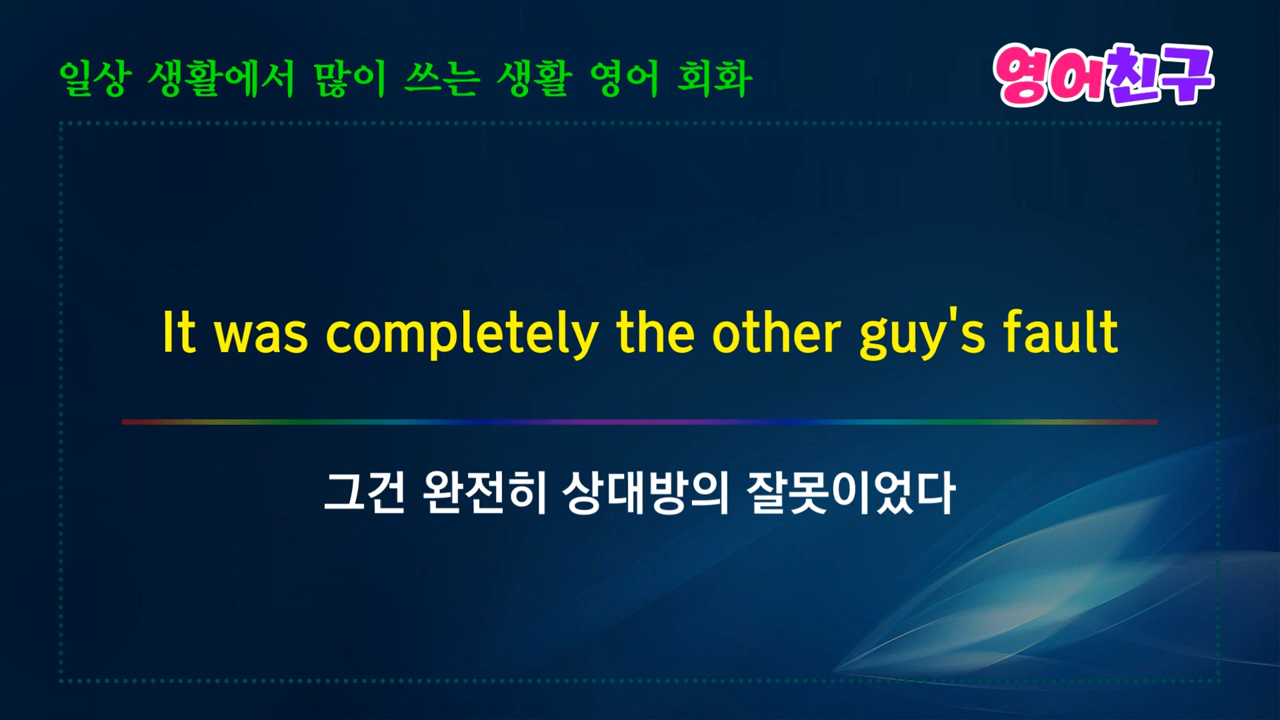 일상 생활에서 많이 쓰는 생활 영어 회화
영어친구
It was completely the other guy's fault
그건 완전히 상대방의 잘못이었다